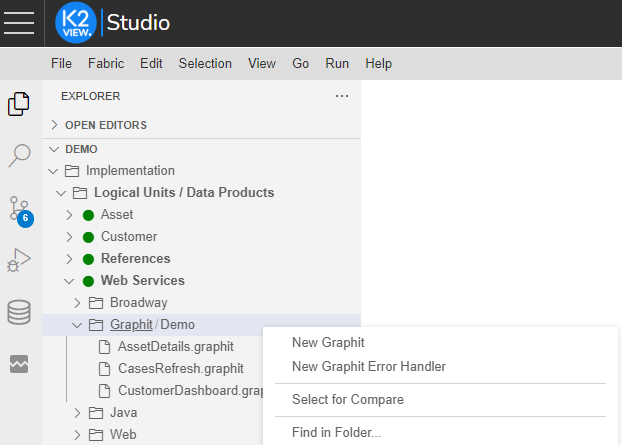 K2
VIEW.
Studio
File Fabric Edit Selection View Go Run Help
EXPLORER ...
OPEN EDITORS
DEMO
Implementation
Logical Units / Data Products
Asset
Customer
6
References
Web Services
Broadway
Graphit/Demo
AssetDetails.graphit
CasesRefresh.graphit
CustomerDashboard.grap
Java
Web
New Graphit
New Graphit Error Handler
Select for Compare
Find in Folder...